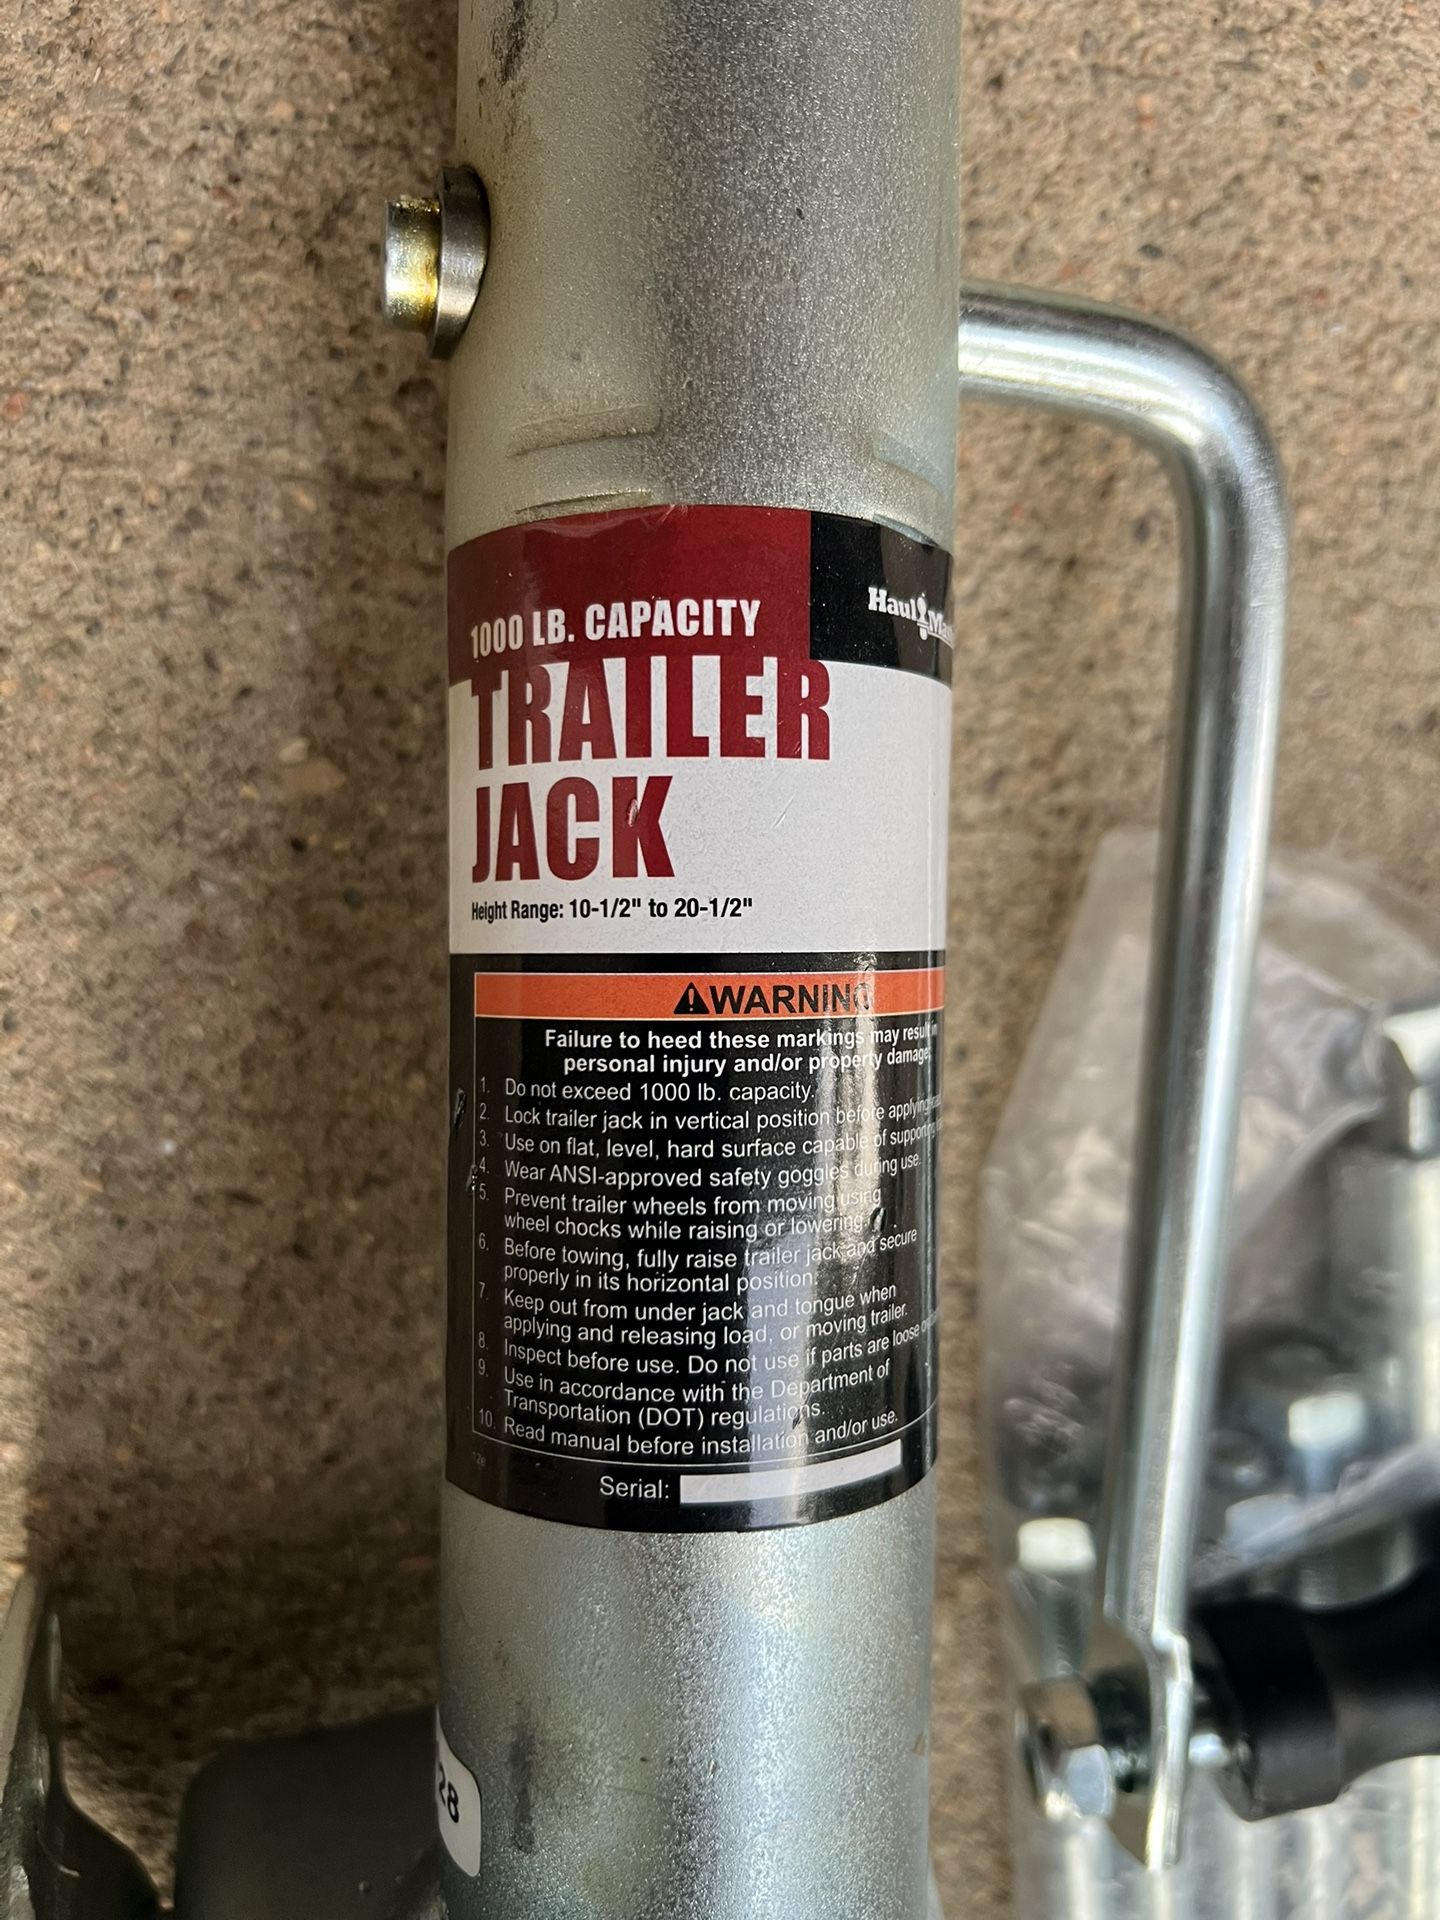 1000 LB. CAPACITY
Haul
TRAILER
JACK
Height Range: 10-1/2" to 20-1/2"
WARNING
Failure to heed these markings may result in
personal injury and/or property damage:
1. Do not exceed 1000 lb. capacity.
2. Lock trailer jack in vertical position before applying
3. Use on flat, level, hard surface capable of supporting
4. Wear ANSI-approved safety goggles during use.
5. Prevent trailer wheels from moving using
wheel chocks while raising or lowering.
6. Before towing, fully raise trailer jack and secure
properly in its horizontal position.
7. Keep out from under jack and tongue when
applying and releasing load, or moving trailer.
8. Inspect before use. Do not use if parts are loose
9. Use in accordance with the Department of
Transportation (DOT) regulations.
10. Read manual before installation and/or use.
12e
Serial:
28